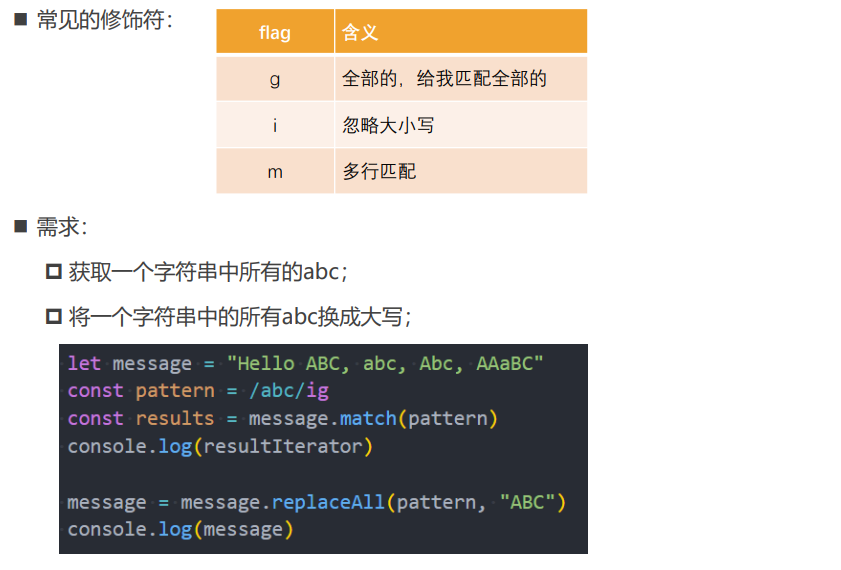 ■ 常见的修饰符：
flag 含义
g 全部的，给我匹配全部的
i 忽略大小写
m 多行匹配
■ 需求：
获取一个字符串中所有的abc；
将一个字符串中的所有abc换成大写；
let message = "Hello ABC, abc, Abc, AAaBC"
const pattern = /abc/ig
const results = message.match(pattern)
console.log(resultIterator)
message = message.replaceAll(pattern, "ABC")
console.log(message)